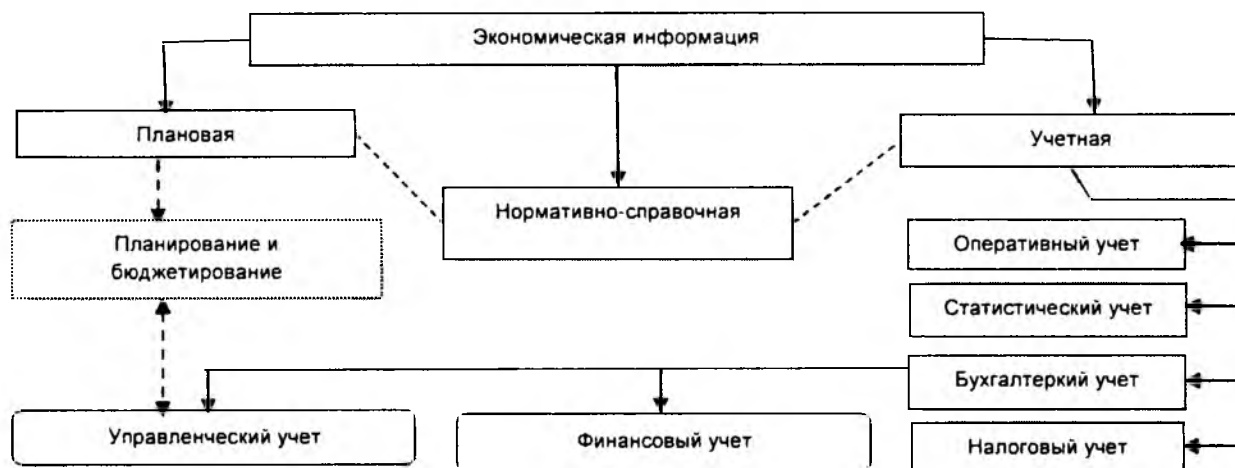 Экономическая информация
Плановая
Учетная
Нормативно-справочная
Планирование и
бюджетирование
Оперативный учет
Статистический учет
Бухгалтеркий учет
Управленческий учет
Финансовый учет
Налоговый учет